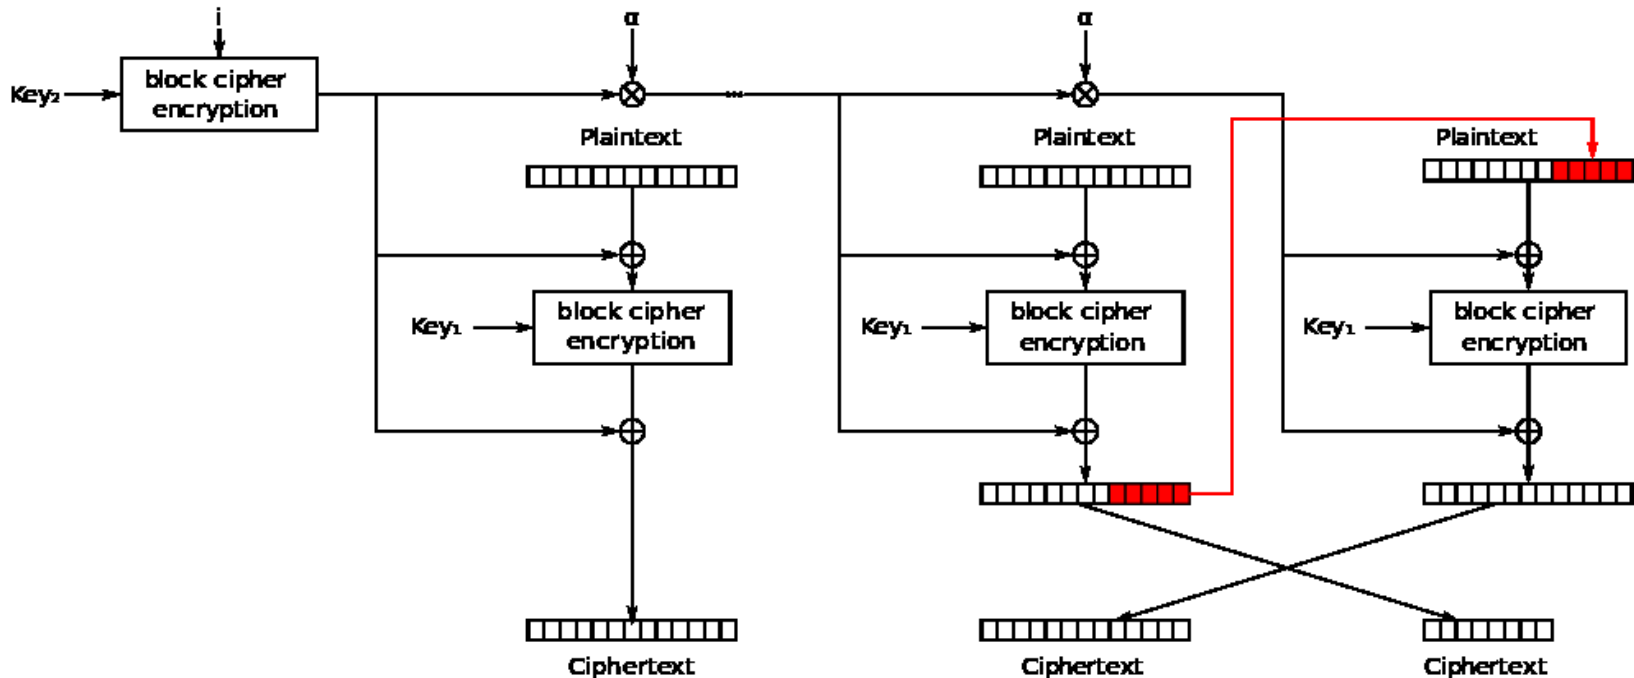 i
α
α
Key₂
block cipher
encryption
...
Plaintext
Plaintext
Plaintext
Key₁
block cipher
encryption
Key₁
block cipher
encryption
Key₁
block cipher
encryption
Ciphertext
Ciphertext
Ciphertext